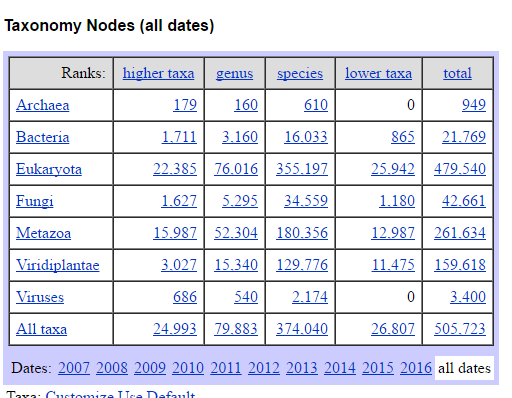 Taxonomy Nodes (all dates)
Ranks: higher taxa genus species lower taxa total
Archaea 179 160 610 0 949
Bacteria 1,711 3,160 16,033 865 21,769
Eukaryota 22,385 76,016 355,197 25,942 479,540
Fungi 1,627 5,295 34,559 1,180 42,661
Metazoa 15,987 52,304 180,356 12,987 261,634
Viridiplantae 3,027 15,340 129,776 11,475 159,618
Viruses 686 540 2,174 0 3,400
All taxa 24,993 79,883 374,040 26,807 505,723
Dates: 2007 2008 2009 2010 2011 2012 2013 2014 2015 2016 all dates
Taxa: Customize Use Default